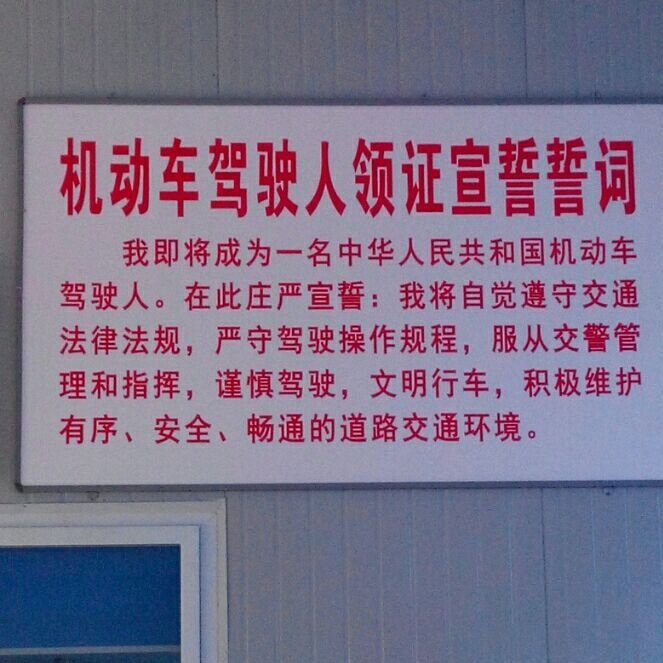 机动车驾驶人领证宣誓誓词
我即将成为一名中华人民共和国机动车
驾驶人。在此庄严宣誓：我将自觉遵守交通
法律法规，严守驾驶操作规程，服从交警管
理和指挥，谨慎驾驶，文明行车，积极维护
有序、安全、畅通的道路交通环境。